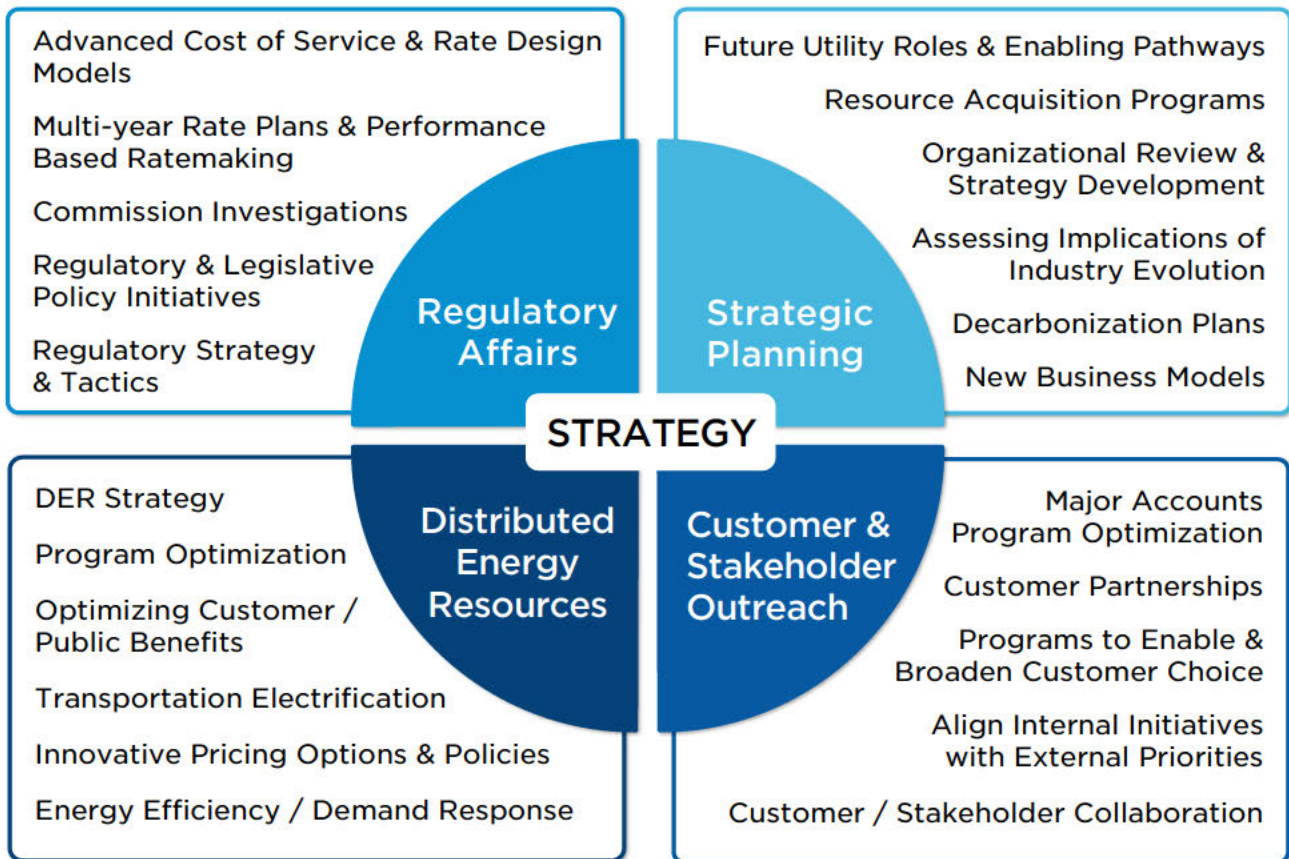 Advanced Cost of Service & Rate Design
Models
Multi-year Rate Plans & Performance
Based Ratemaking
Commission Investigations
Regulatory & Legislative
Policy Initiatives
Regulatory Strategy
& Tactics
Regulatory
Affairs
Future Utility Roles & Enabling Pathways
Resource Acquisition Programs
Organizational Review &
Strategy Development
Assessing Implications of
Industry Evolution
Decarbonization Plans
New Business Models
Strategic
Planning
STRATEGY
DER Strategy
Program Optimization
Optimizing Customer /
Public Benefits
Transportation Electrification
Innovative Pricing Options & Policies
Energy Efficiency / Demand Response
Distributed
Energy
Resources
Customer &
Stakeholder
Outreach
Major Accounts
Program Optimization
Customer Partnerships
Programs to Enable &
Broaden Customer Choice
Align Internal Initiatives
with External Priorities
Customer / Stakeholder Collaboration